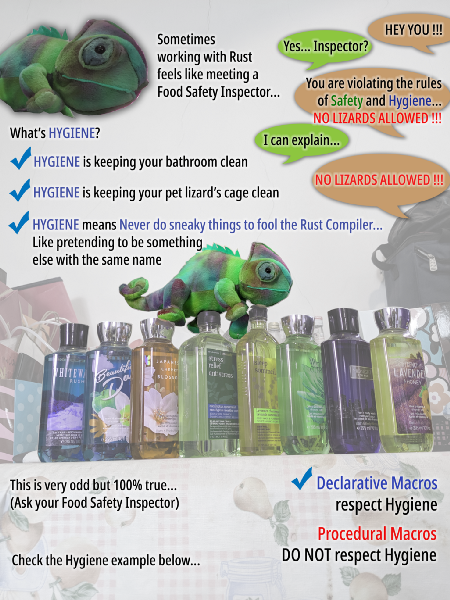 Sometimes
working with Rust
feels like meeting a
Food Safety Inspector...
HEY YOU !!!
Yes... Inspector?
You are violating the rules
of Safety and Hygiene...
NO LIZARDS ALLOWED !!!
I can explain...
NO LIZARDS ALLOWED !!!
What's HYGIENE?
HYGIENE is keeping your bathroom clean
HYGIENE is keeping your pet lizard's cage clean
HYGIENE means Never do sneaky things to fool the Rust Compiler...
Like pretending to be something
else with the same name
Beautiful
stress
relief
LAVENDER
This is very odd but 100% true...
(Ask your Food Safety Inspector)
Declarative Macros
respect Hygiene
Procedural Macros
DO NOT respect Hygiene
Check the Hygiene example below...